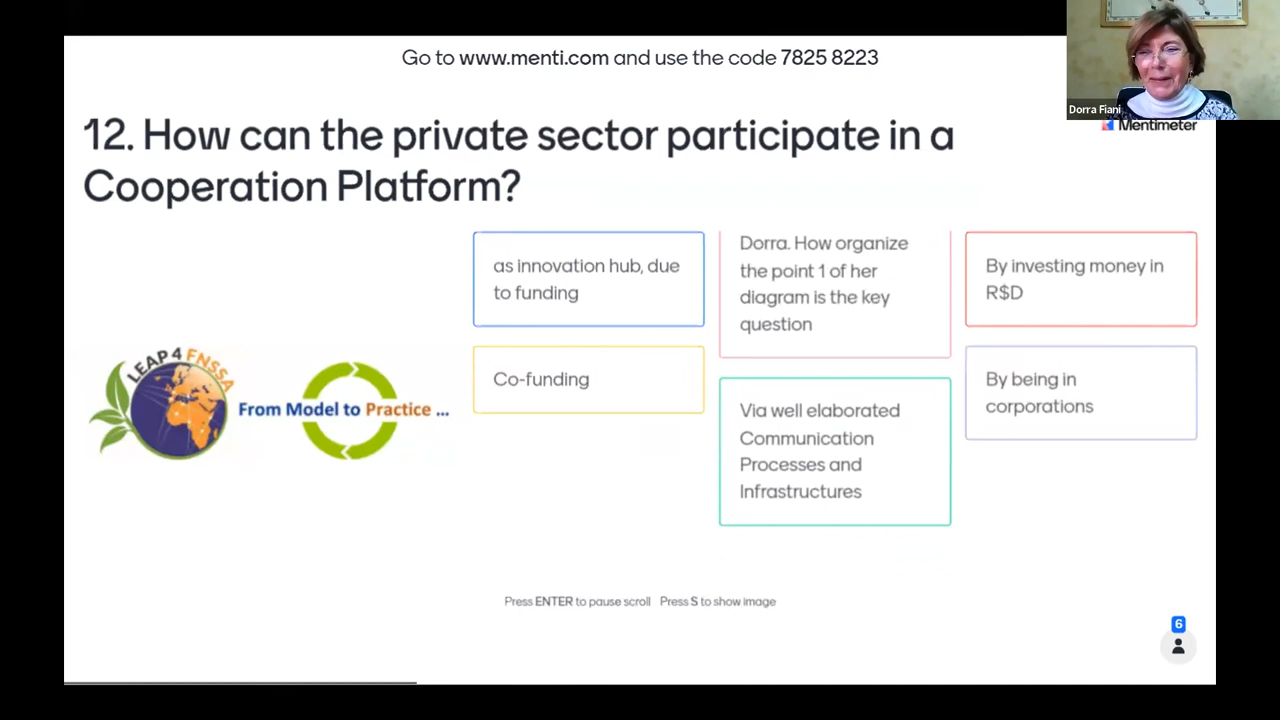 Go to www.menti.com and use the code 7825 8223
Dorra Fiani
Mentimeter
12. How can the private sector participate in a
Cooperation Platform?
as innovation hub, due
to funding
Co-funding
Dorra. How organize
the point 1 of her
diagram is the key
question
Via well elaborated
Communication
Processes and
Infrastructures
By investing money in
R$D
By being in
corporations
LEAP4FNSSA
From Model to Practice ...
Press ENTER to pause scroll Press S to show image
6